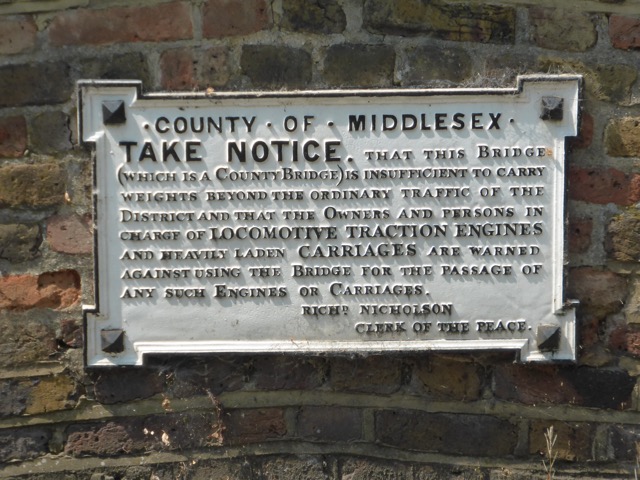 ·COUNTY · OF · MIDDLESEX·
TAKE NOTICE. THAT THIS BRIDGE
(WHICH IS A COUNTY BRIDGE) IS INSUFFICIENT TO CARRY
WEIGHTS BEYOND THE ORDINARY TRAFFIC OF THE
DISTRICT AND THAT THE OWNERS AND PERSONS IN
CHARGE OF LOCOMOTIVE TRACTION ENGINES
AND HEAVILY LADEN CARRIAGES ARE WARNED
AGAINST USING THE BRIDGE FOR THE PASSAGE OF
ANY SUCH ENGINES OR CARRIAGES.
RICHD NICHOLSON
CLERK OF THE PEACE.